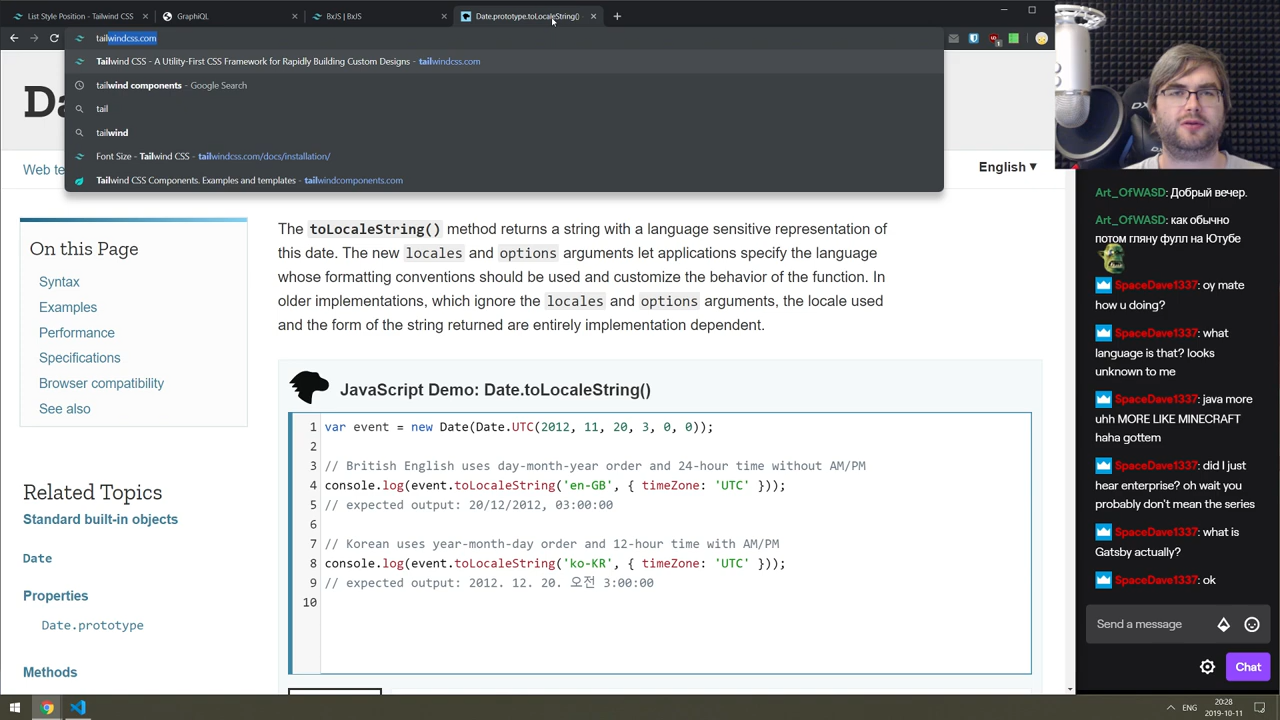 List Style Position - Tailwind CSS
GraphiQL
BxJS | BxJS
Date.prototype.toLocaleString()
tailwindcss.com
Tailwind CSS - A Utility-First CSS Framework for Rapidly Building Custom Designs - tailwindcss.com
tailwind components - Google Search
tail
tailwind
Font Size - Tailwind CSS - tailwindcss.com/docs/installation/
Tailwind CSS Components. Examples and templates - tailwindcomponents.com
Web te
English ▼
On this Page
Syntax
Examples
Performance
Specifications
Browser compatibility
See also
Related Topics
Standard built-in objects
Date
Properties
Date.prototype
Methods
The toLocaleString() method returns a string with a language sensitive representation of
this date. The new locales and options arguments let applications specify the language
whose formatting conventions should be used and customize the behavior of the function. In
older implementations, which ignore the locales and options arguments, the locale used
and the form of the string returned are entirely implementation dependent.
JavaScript Demo: Date.toLocaleString()
1 var event = new Date(Date.UTC(2012, 11, 20, 3, 0, 0));
2
3 // British English uses day-month-year order and 24-hour time without AM/PM
4 console.log(event.toLocaleString('en-GB', { timeZone: 'UTC' }));
5 // expected output: 20/12/2012, 03:00:00
6
7 // Korean uses year-month-day order and 12-hour time with AM/PM
8 console.log(event.toLocaleString('ko-KR', { timeZone: 'UTC' }));
9 // expected output: 2012. 12. 20. 오전 3:00:00
10
Art_OfWASD: Добрый вечер.
Art_OfWASD: как обычно
потом гляну фулл на Ютубе
SpaceDave1337: oy mate
how u doing?
SpaceDave1337: what
language is that? looks
unknown to me
SpaceDave1337: java more
uhh MORE LIKE MINECRAFT
haha gottem
SpaceDave1337: did I just
hear enterprise? oh wait you
probably don't mean the series
SpaceDave1337: what is
Gatsby actually?
SpaceDave1337: ok
Send a message
Chat
ENG
20:28
2019-10-11